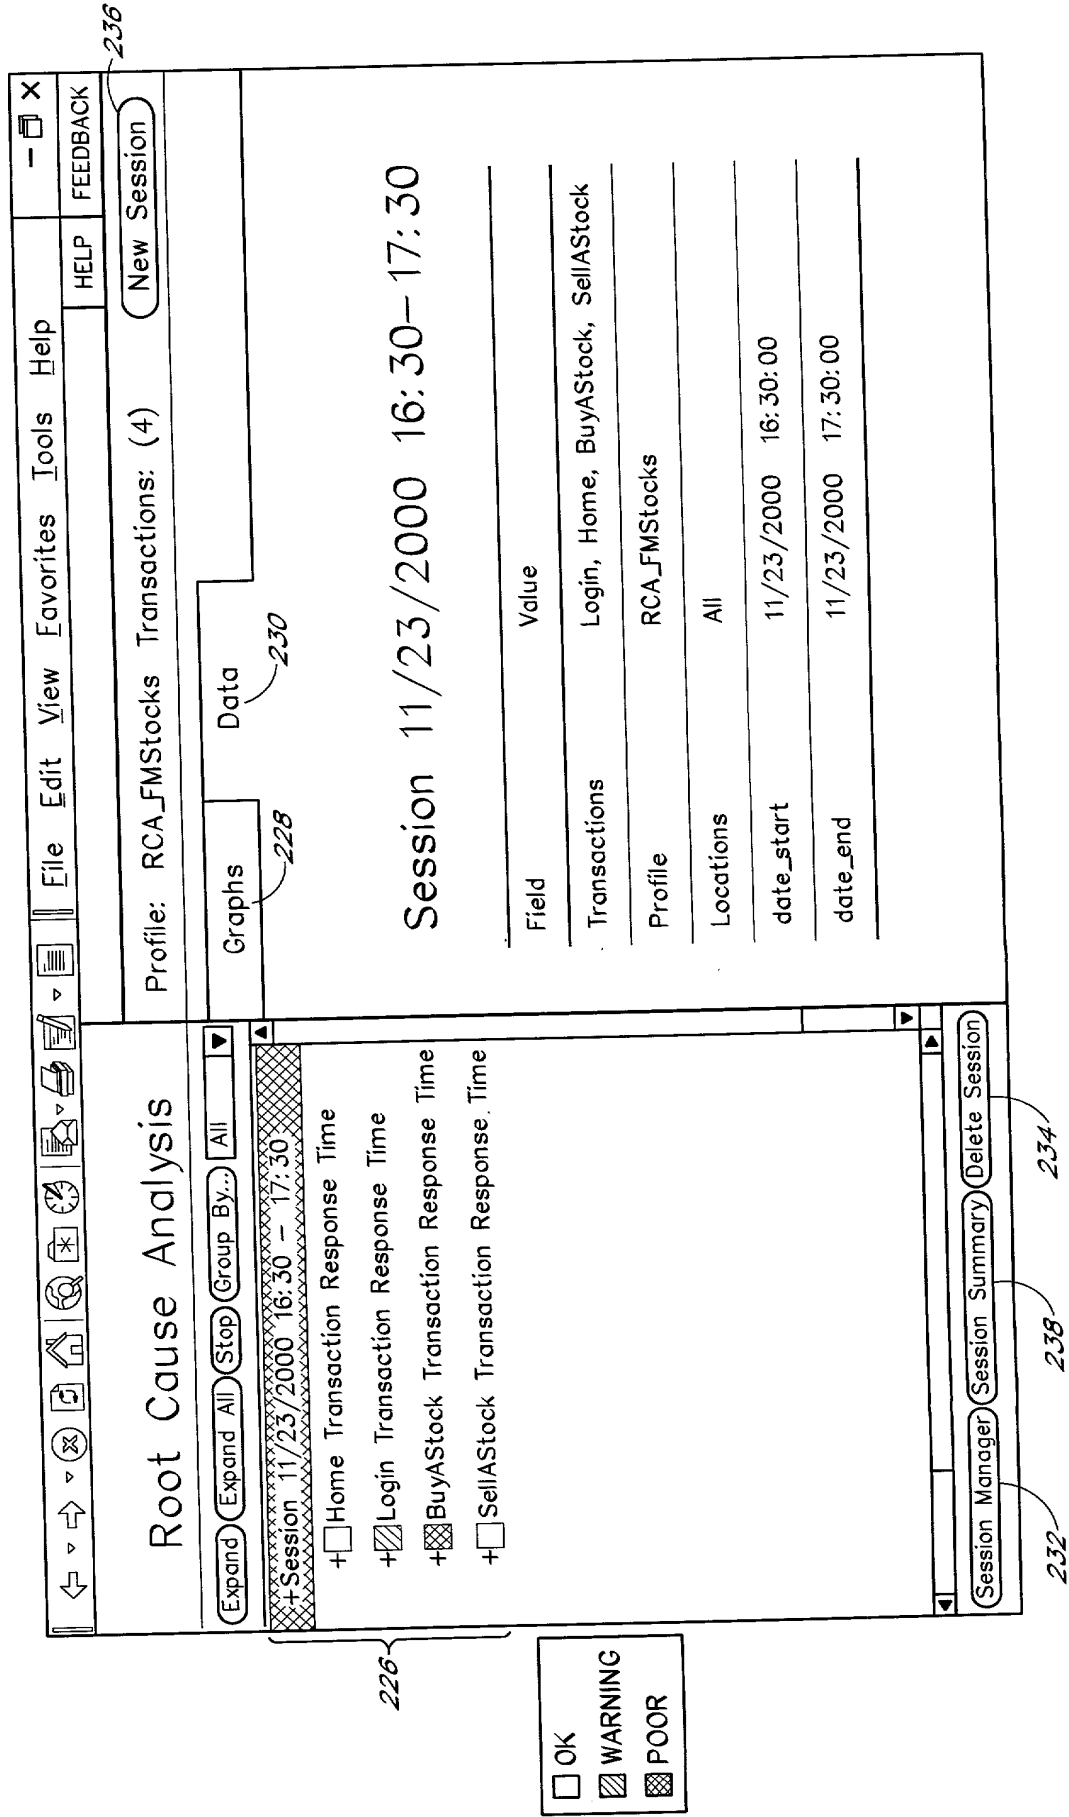 File Edit View Favorites Tools Help
HELP FEEDBACK
Root Cause Analysis
Profile: RCA_FMStocks Transactions: (4)
New Session
236
Expand Expand All Stop Group By... All
Graphs Data
228
230
+Session 11/23/2000 16:30 - 17:30
+Home Transaction Response Time
+Login Transaction Response Time
+BuyAStock Transaction Response Time
+SellAStock Transaction Response Time
226
Session 11/23/2000 16:30-17:30
Field Value
Transactions Login, Home, BuyAStock, SellAStock
Profile RCA_FMStocks
Locations All
date_start 11/23/2000 16:30:00
date_end 11/23/2000 17:30:00
Session Manager Session Summary Delete Session
232
238
234
OK
WARNING
POOR